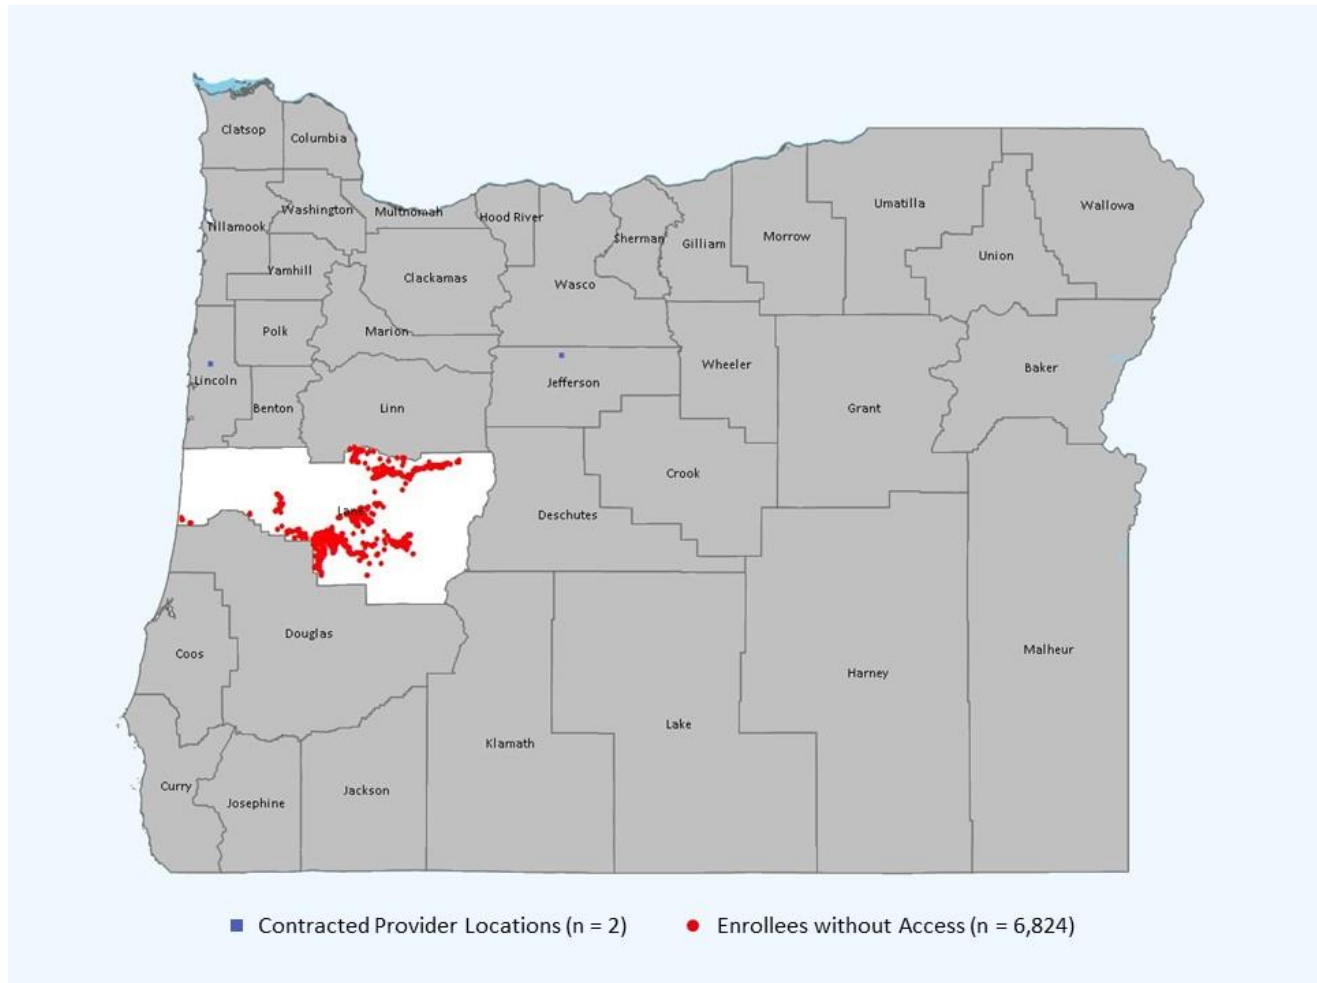 Clatsop
Columbia
Tillamook
Washington
Multnomah
Hood River
Sherman
Gilliam
Morrow
Umatilla
Union
Wallowa
Yamhill
Clackamas
Wasco
Polk
Marion
Lincoln
Benton
Linn
Jefferson
Wheeler
Grant
Baker
Crook
Lane
Deschutes
Douglas
Coos
Curry
Josephine
Jackson
Klamath
Lake
Harney
Malheur
Contracted Provider Locations (n = 2)
Enrollees without Access (n = 6,824)